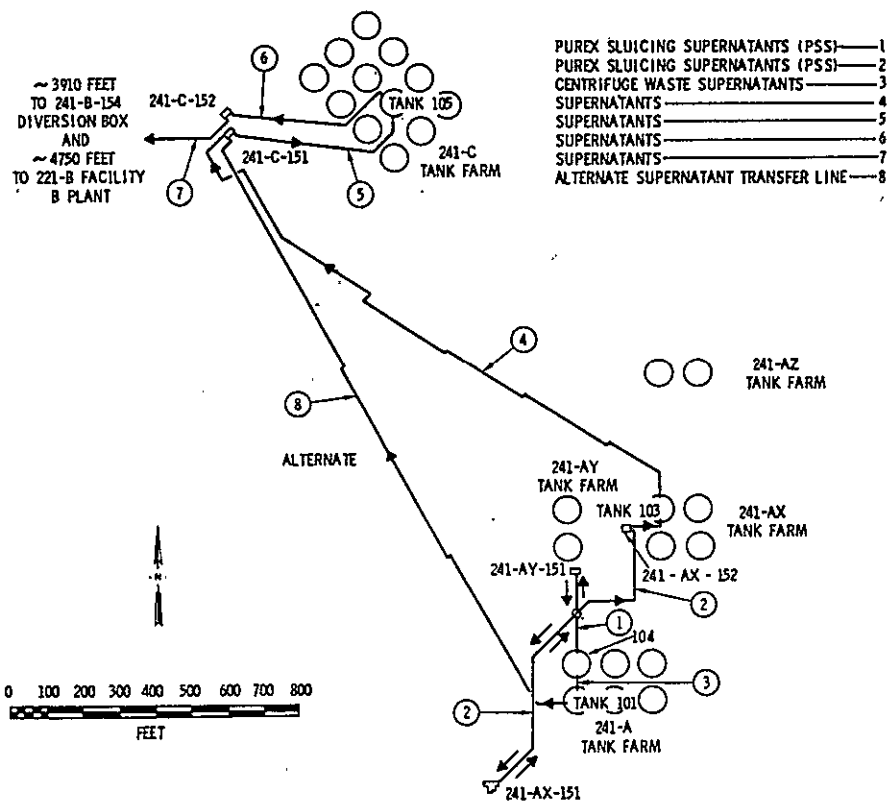 PUREX SLUICING SUPERNATANTS (PSS) 1
PUREX SLUICING SUPERNATANTS (PSS) 2
CENTRIFUGE WASTE SUPERNATANTS 3
SUPERNATANTS 4
SUPERNATANTS 5
SUPERNATANTS 6
SUPERNATANTS 7
ALTERNATE SUPERNATANT TRANSFER LINE 8
6
~ 3910 FEET
TO 241-B-154
DIVERSION BOX
AND
~ 4750 FEET
TO 221-B FACILITY
B PLANT
241-C-152
TANK 105
241-C-151
241-C
TANK FARM
7
5
4
241-AZ
TANK FARM
8
ALTERNATE
241-AY
TANK FARM
TANK 103
241-AX
TANK FARM
N
241-AY-151
241 - AX - 152
2
1
104
3
0 100 200 300 400 500 600 700 800
FEET
2
TANK 101
241-A
TANK FARM
241-AX-151